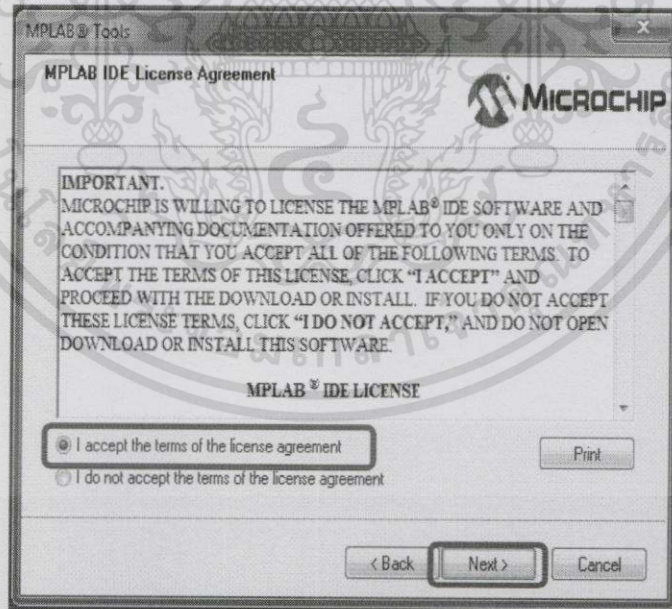 MPLAB® Tools
MPLAB IDE License Agreement
MICROCHIP
IMPORTANT.
MICROCHIP IS WILLING TO LICENSE THE MPLAB® IDE SOFTWARE AND
ACCOMPANYING DOCUMENTATION OFFERED TO YOU ONLY ON THE
CONDITION THAT YOU ACCEPT ALL OF THE FOLLOWING TERMS. TO
ACCEPT THE TERMS OF THIS LICENSE, CLICK “I ACCEPT” AND
PROCEED WITH THE DOWNLOAD OR INSTALL. IF YOU DO NOT ACCEPT
THESE LICENSE TERMS, CLICK “I DO NOT ACCEPT,” AND DO NOT OPEN
DOWNLOAD OR INSTALL THIS SOFTWARE.
MPLAB ® IDE LICENSE
I accept the terms of the license agreement
Print
I do not accept the terms of the license agreement
< Back
Next >
Cancel